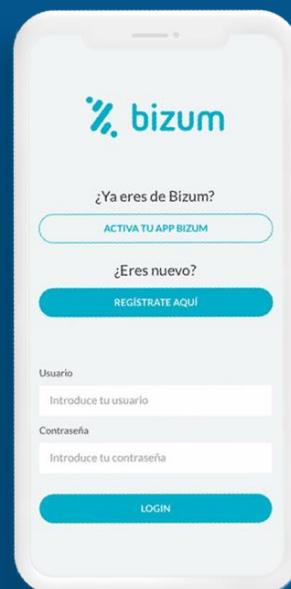 bizum
¿Ya eres de Bizum?
ACTIVA TU APP BIZUM
¿Eres nuevo?
REGÍSTRATE AQUÍ
Usuario
Introduce tu usuario
Contraseña
Introduce tu contraseña
LOGIN